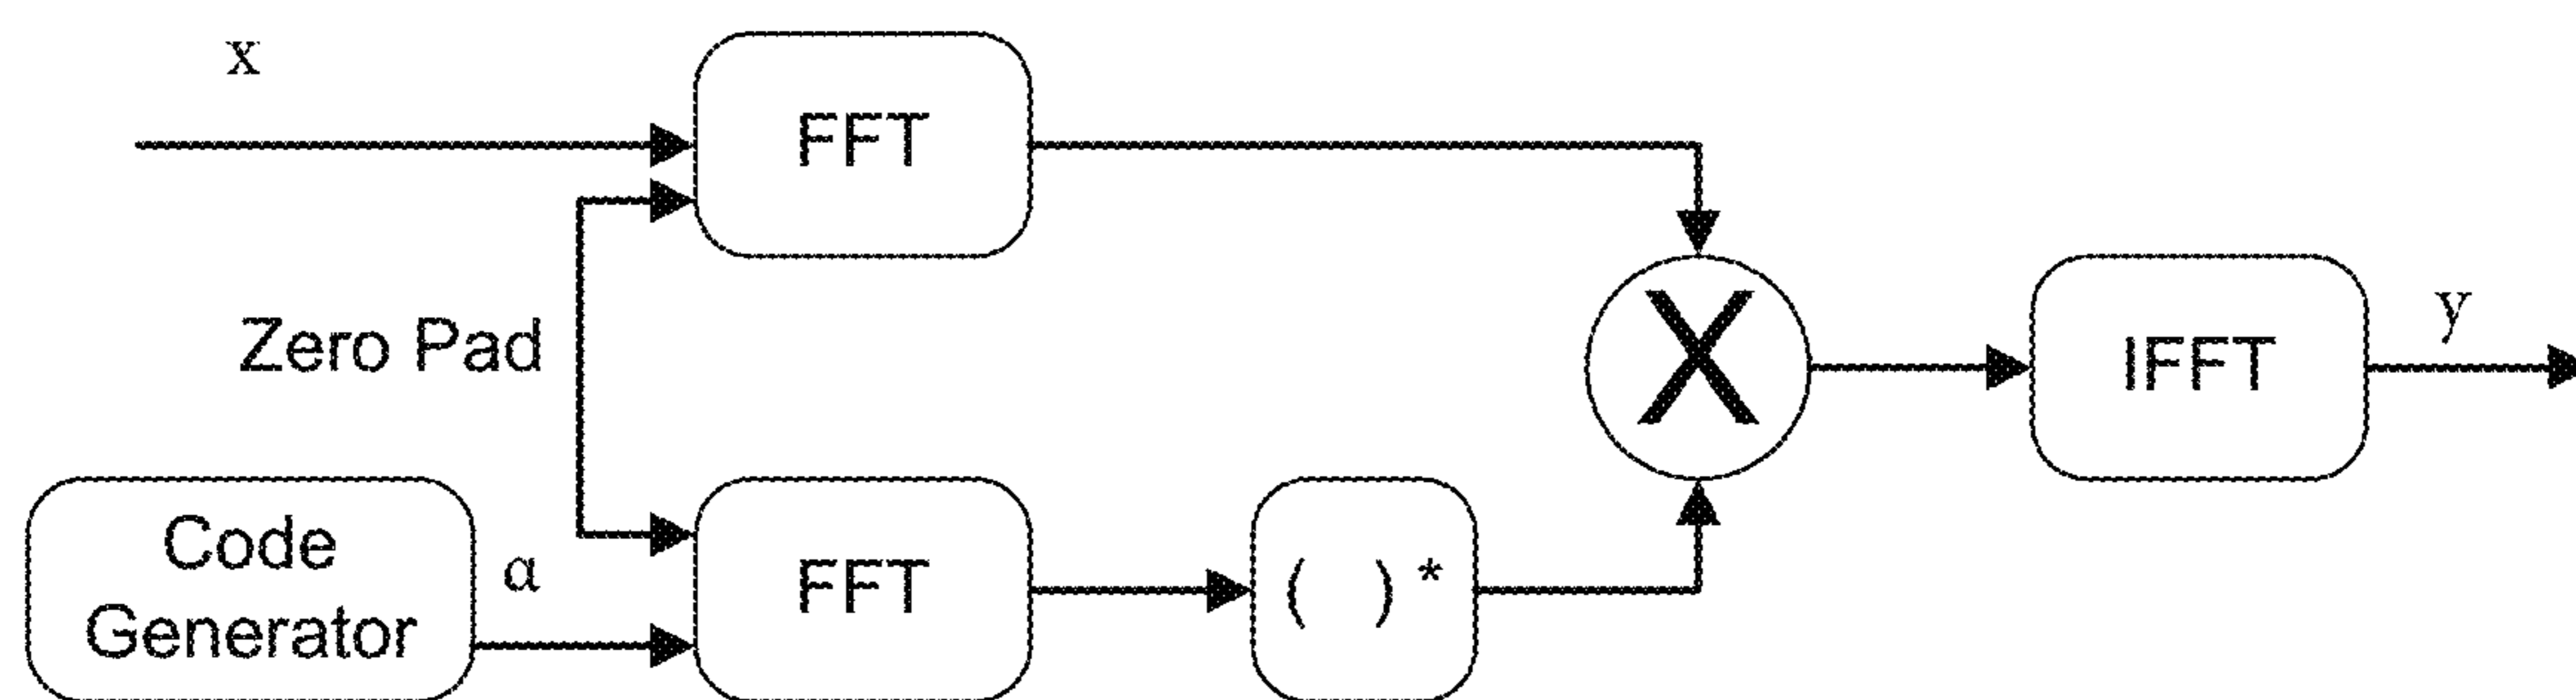 x
FFT
Zero Pad
X
IFFT
y
Code
Generator
α
FFT
( )*